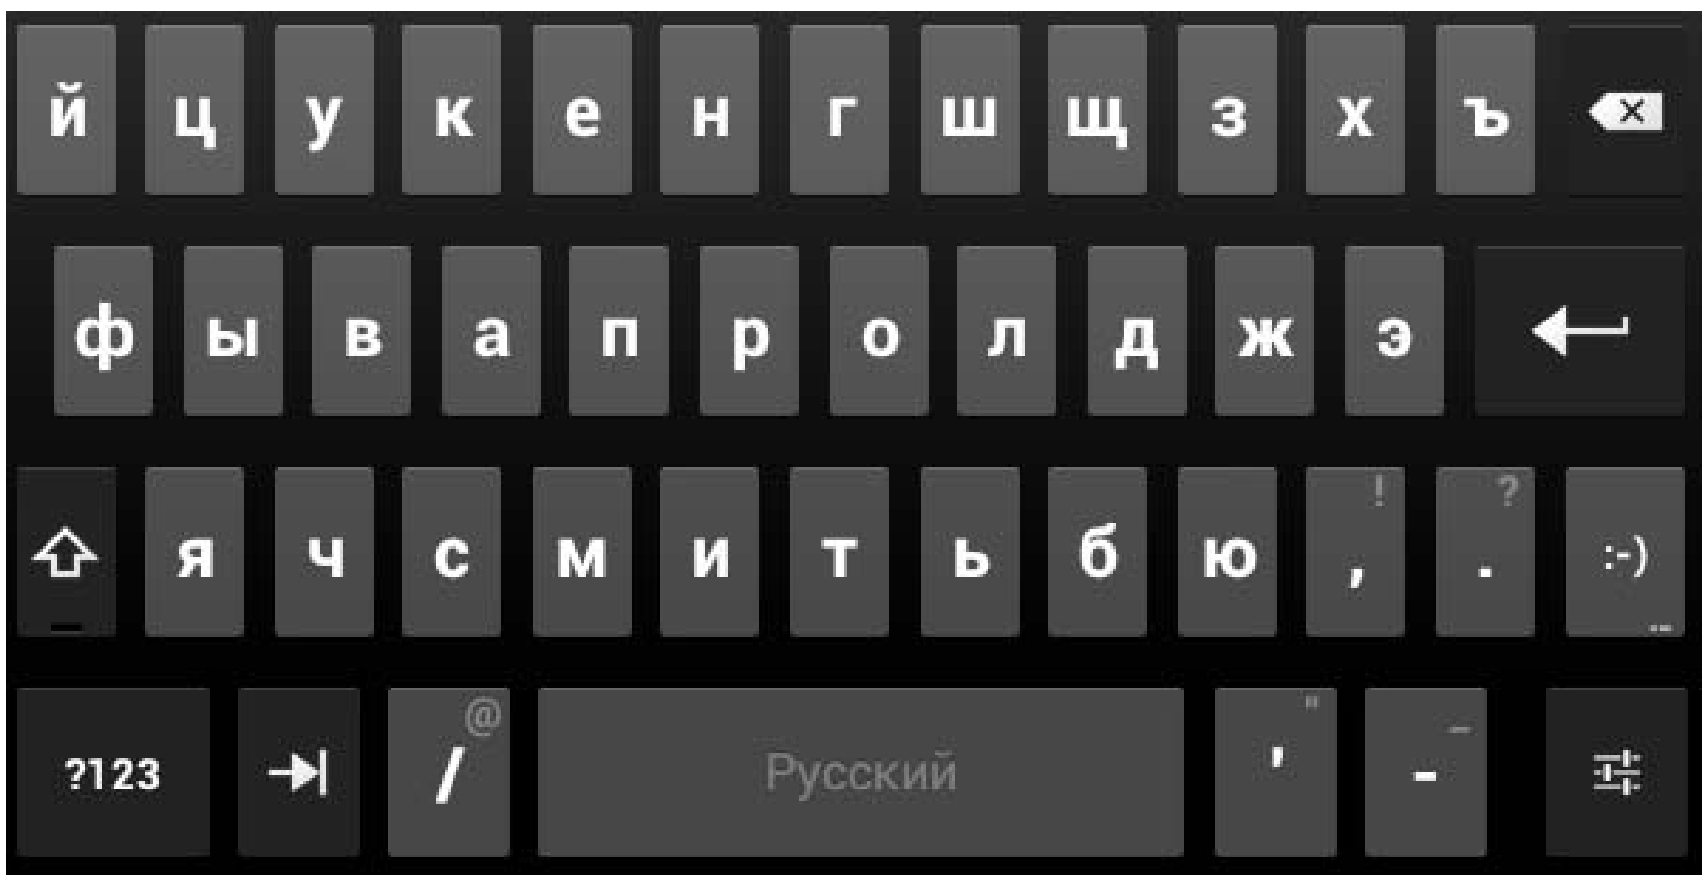 й ц у к е н г ш щ з х ъ
ф ы в а п р о л д ж э
я ч с м и т ь б ю , ! . ? :-) ...
?123 / @ Русский ' " - _